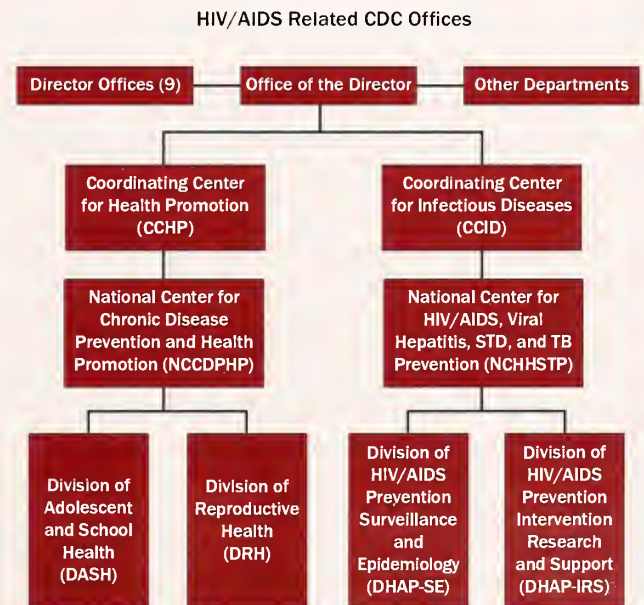 HIV/AIDS Related CDC Offices
Director Offices (9)
Office of the Director
Other Departments
Coordinating Center
for Health Promotion
(CCHP)
Coordinating Center
for Infectious Diseases
(CCID)
National Center for
Chronic Disease
Prevention and Health
Promotion (NCCDPHP)
National Center for
HIV/AIDS, Viral
Hepatitis, STD, and TB
Prevention (NCHHSTP)
Division of
Adolescent
and School
Health
(DASH)
Division of
Reproductive
Health
(DRH)
Division of
HIV/AIDS
Prevention
Surveillance
and
Epidemiology
(DHAP-SE)
Division of
HIV/AIDS
Prevention
Intervention
Research
and Support
(DHAP-IRS)